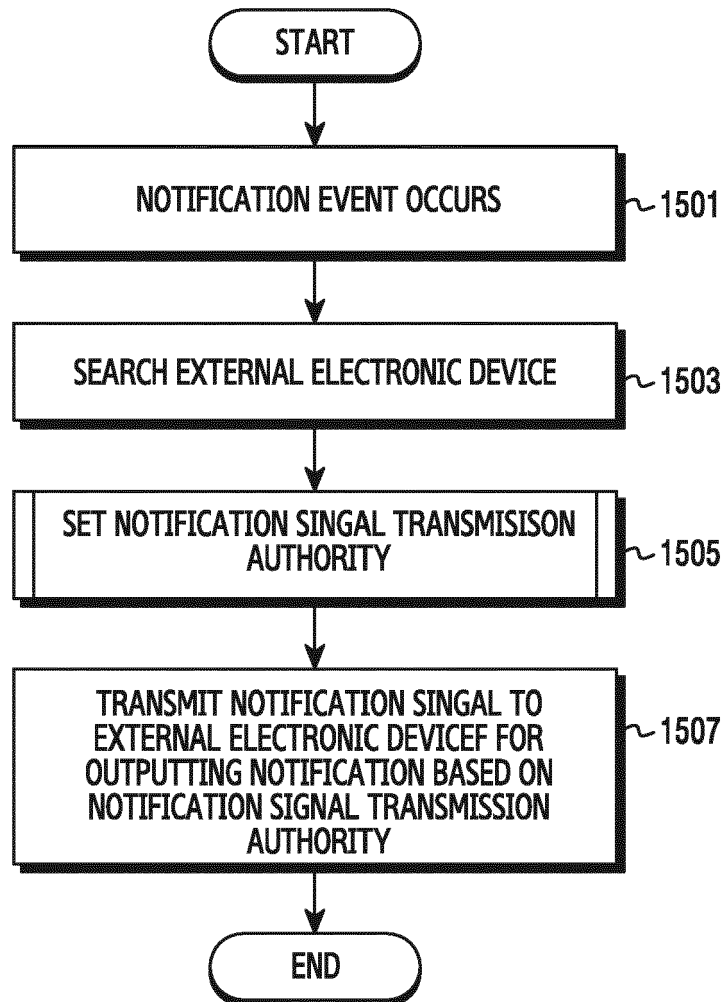 START
NOTIFICATION EVENT OCCURS
1501
SEARCH EXTERNAL ELECTRONIC DEVICE
1503
SET NOTIFICATION SINGAL TRANSMISISON
AUTHORITY
1505
TRANSMIT NOTIFICATION SINGAL TO
EXTERNAL ELECTRONIC DEVICEF FOR
OUTPUTTING NOTIFICATION BASED ON
NOTIFICATION SIGNAL TRANSMISSION
AUTHORITY
1507
END